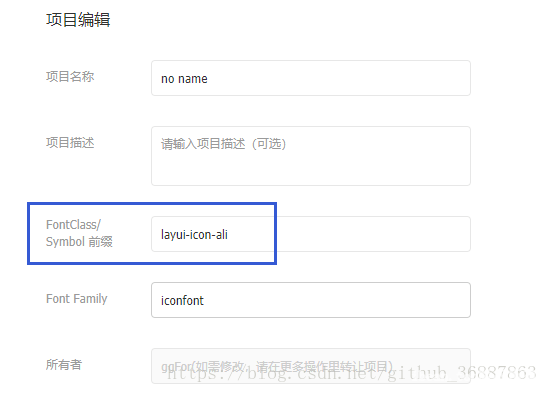 项目编辑
项目名称
no name
项目描述
请输入项目描述（可选）
FontClass/
Symbol 前缀
layui-icon-ali
Font Family
iconfont
所有者
ggFor(如需修改，请在更多操作里转让项目)
https://blog.csdn.net/github_36887863